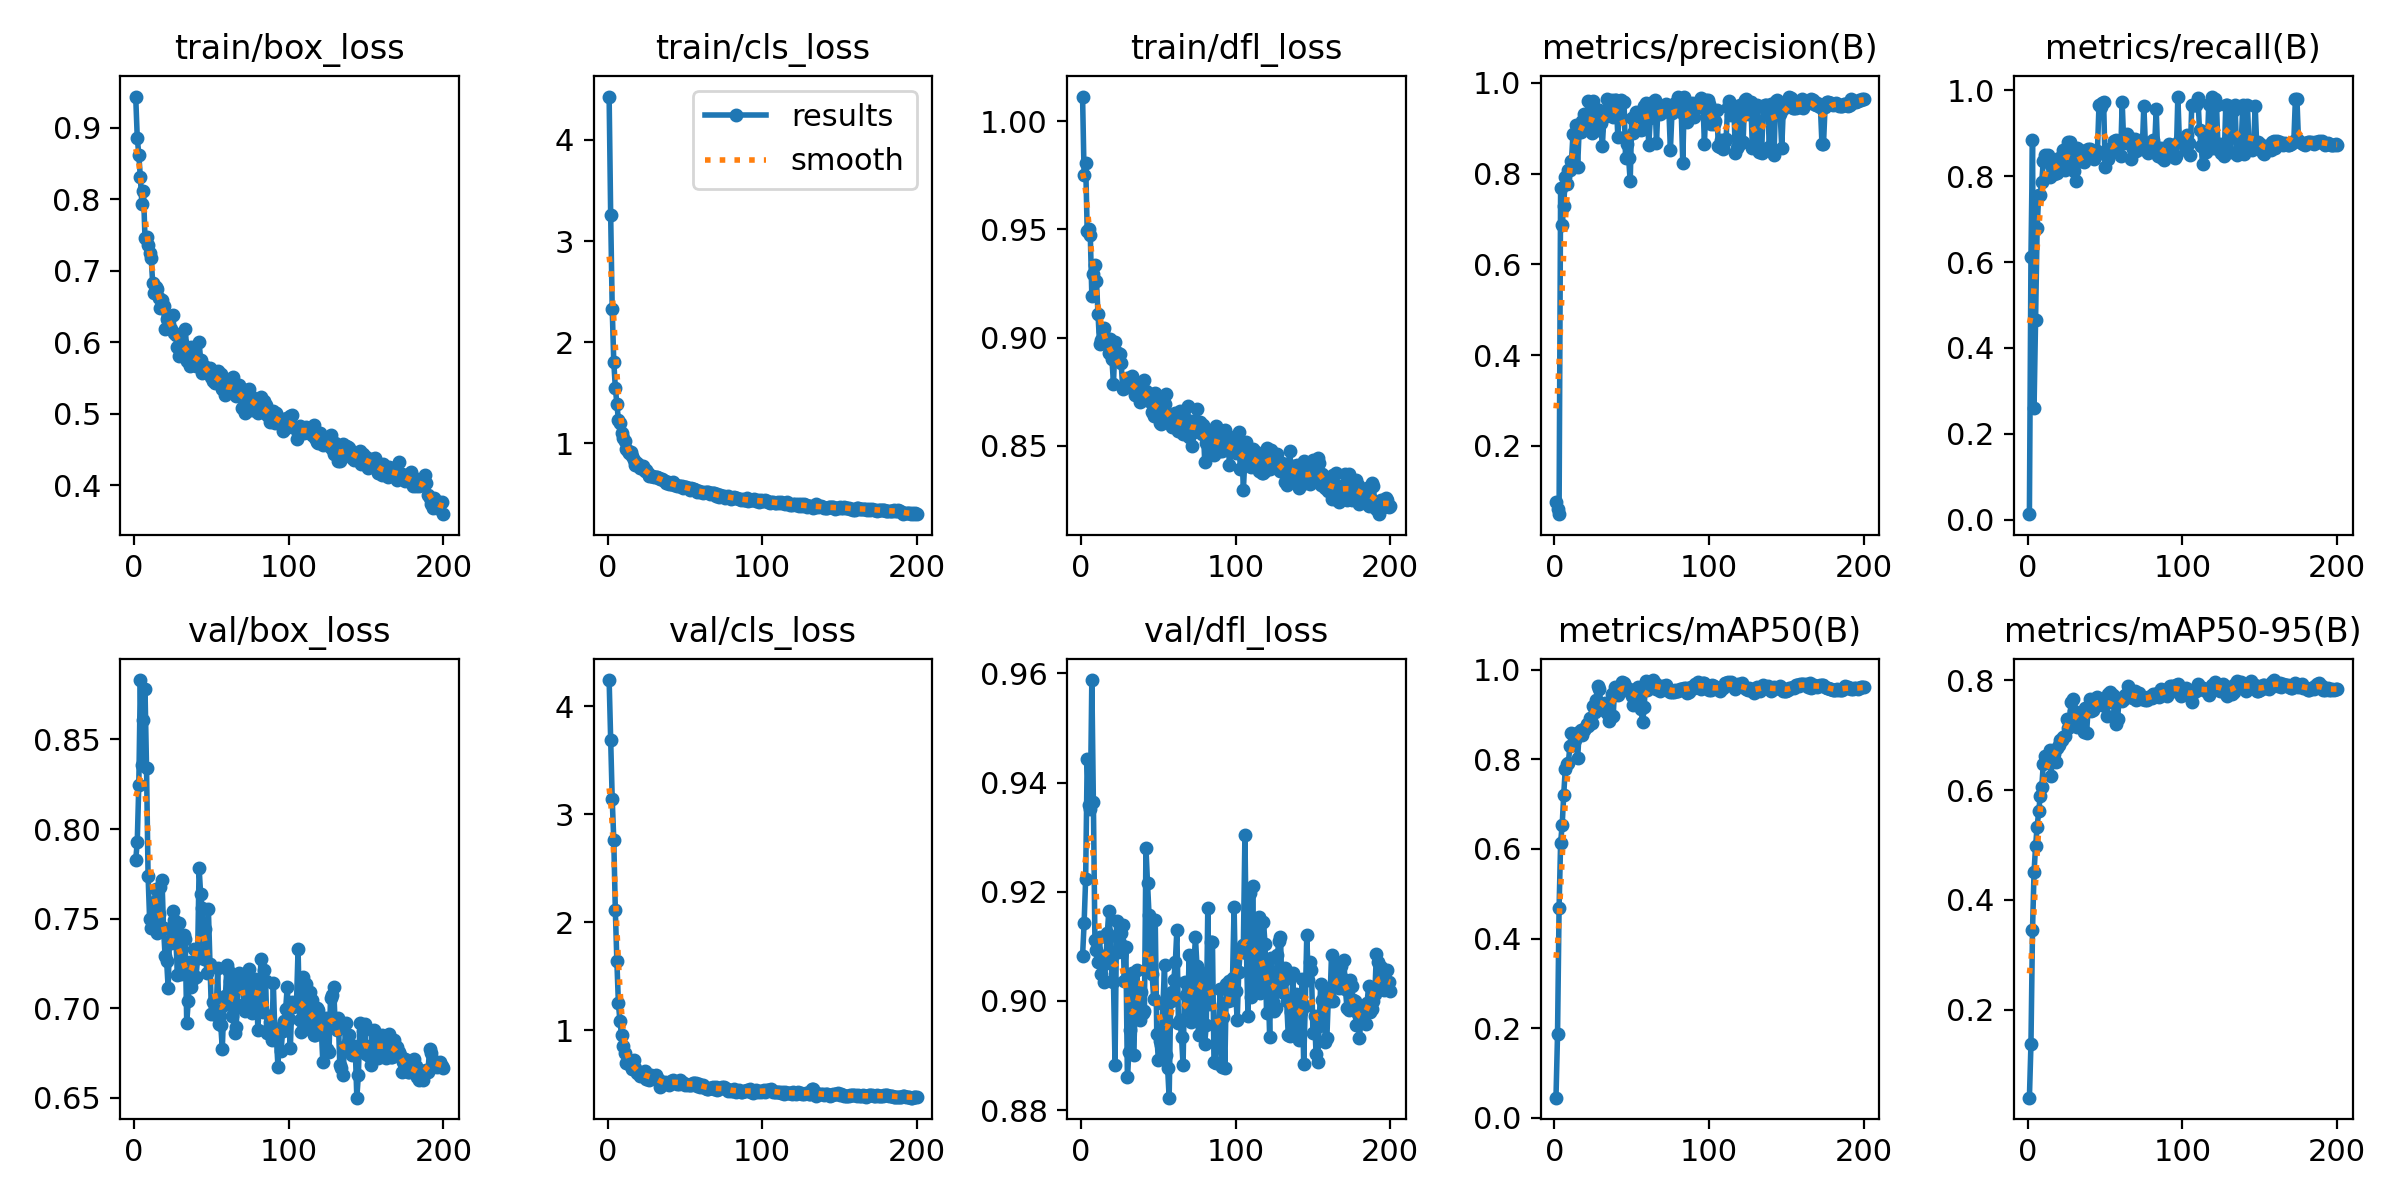 train/box_loss
0.9
0.8
0.7
0.6
0.5
0.4
0 100 200
train/cls_loss
results
smooth
4
3
2
1
0 100 200
train/dfl_loss
1.00
0.95
0.90
0.85
0 100 200
metrics/precision(B)
1.0
0.8
0.6
0.4
0.2
0 100 200
metrics/recall(B)
1.0
0.8
0.6
0.4
0.2
0.0
0 100 200
val/box_loss
0.85
0.80
0.75
0.70
0.65
0 100 200
val/cls_loss
4
3
2
1
0 100 200
val/dfl_loss
0.96
0.94
0.92
0.90
0.88
0 100 200
metrics/mAP50(B)
1.0
0.8
0.6
0.4
0.2
0.0
0 100 200
metrics/mAP50-95(B)
0.8
0.6
0.4
0.2
0 100 200